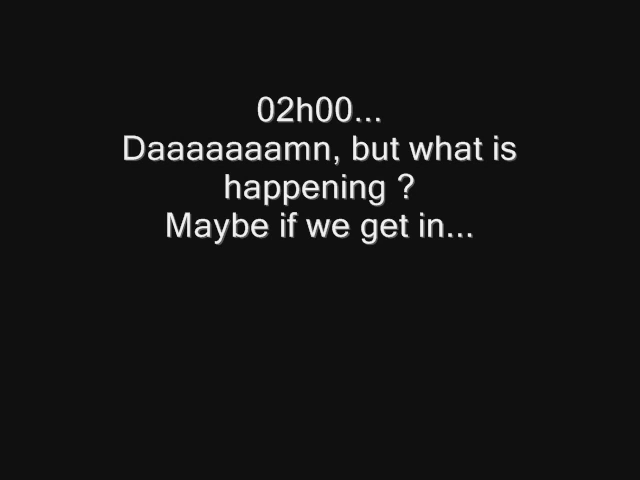 02h00...
Daaaaaaamn, but what is
happening ?
Maybe if we get in...